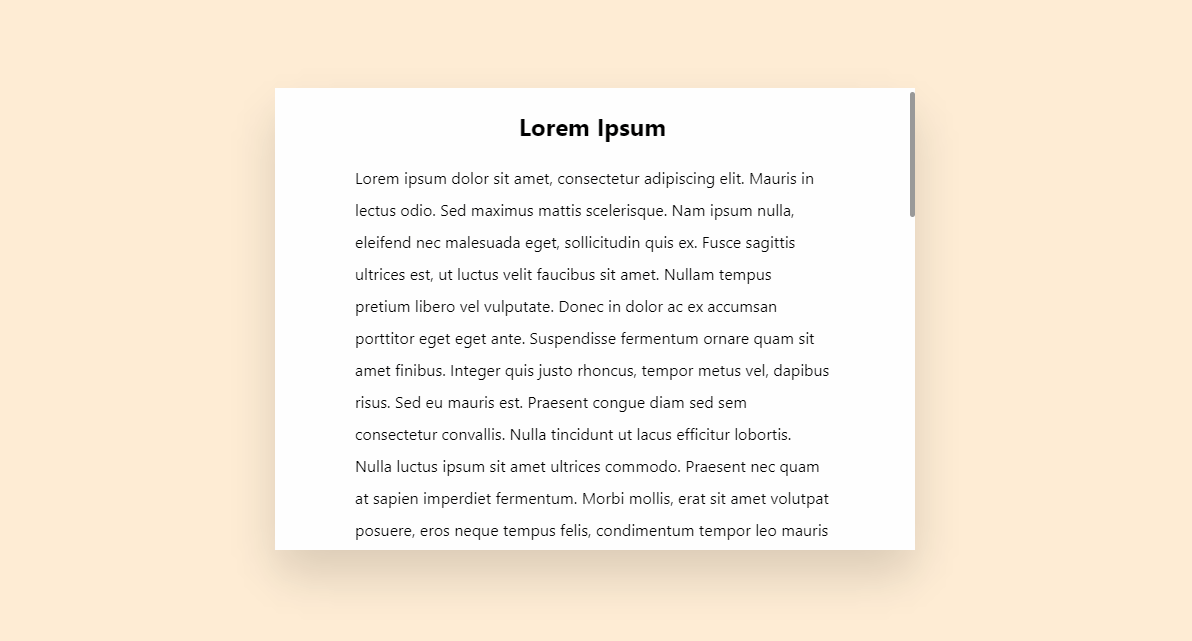 Lorem Ipsum
Lorem ipsum dolor sit amet, consectetur adipiscing elit. Mauris in
lectus odio. Sed maximus mattis scelerisque. Nam ipsum nulla,
eleifend nec malesuada eget, sollicitudin quis ex. Fusce sagittis
ultrices est, ut luctus velit faucibus sit amet. Nullam tempus
pretium libero vel vulputate. Donec in dolor ac ex accumsan
porttitor eget eget ante. Suspendisse fermentum ornare quam sit
amet finibus. Integer quis justo rhoncus, tempor metus vel, dapibus
risus. Sed eu mauris est. Praesent congue diam sed sem
consectetur convallis. Nulla tincidunt ut lacus efficitur lobortis.
Nulla luctus ipsum sit amet ultrices commodo. Praesent nec quam
at sapien imperdiet fermentum. Morbi mollis, erat sit amet volutpat
posuere, eros neque tempus felis, condimentum tempor leo mauris